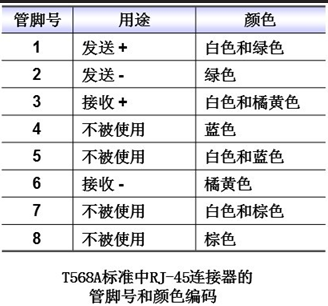 管脚号 用途 颜色
1 发送 + 白色和绿色
2 发送 - 绿色
3 接收 + 白色和橘黄色
4 不被使用 蓝色
5 不被使用 白色和蓝色
6 接收 - 橘黄色
7 不被使用 白色和棕色
8 不被使用 棕色
T568A标准中RJ-45连接器的
管脚号和颜色编码